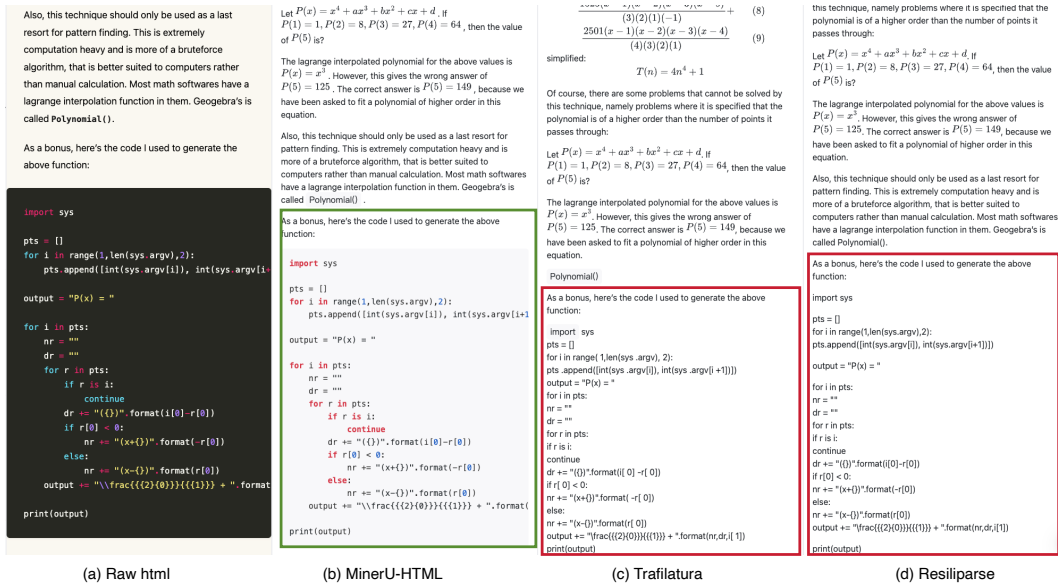 Also, this technique should only be used as a last
resort for pattern finding. This is extremely
computation heavy and is more of a bruteforce
algorithm, that is better suited to computers rather
than manual calculation. Most math softwares have a
lagrange interpolation function in them. Geogebra's is
called Polynomial().
As a bonus, here's the code I used to generate the
above function:
import sys
pts = []
for i in range(1,len(sys.argv),2):
pts.append([int(sys.argv[i]), int(sys.argv[i+
output = "P(x) = "
for i in pts:
nr = ""
dr = ""
for r in pts:
if r is i:
continue
dr += "({})".format(i[0]-r[0])
if r[0] < 0:
nr += "(x+{})".format(-r[0])
else:
nr += "(x-{})".format(r[0])
output += "\\frac{{{2}{0}}}{{{1}}} + ".format
print(output)
(a) Raw html
Let P(x) = x⁴ + ax³ + bx² + cx + d. If
P(1) = 1, P(2) = 8, P(3) = 27, P(4) = 64, then the value
of P(5) is?
The lagrange interpolated polynomial for the above values is
P(x) = x³. However, this gives the wrong answer of
P(5) = 125. The correct answer is P(5) = 149, because we
have been asked to fit a polynomial of higher order in this
equation.
Also, this technique should only be used as a last resort for
pattern finding. This is extremely computation heavy and is
more of a bruteforce algorithm, that is better suited to
computers rather than manual calculation. Most math softwares
have a lagrange interpolation function in them. Geogebra's is
called Polynomial() .
As a bonus, here's the code I used to generate the above
function:
import sys
pts = []
for i in range(1,len(sys.argv),2):
pts.append([int(sys.argv[i]), int(sys.argv[i+1
output = "P(x) = "
for i in pts:
nr = ""
dr = ""
for r in pts:
if r is i:
continue
dr += "({})".format(i[0]-r[0])
if r[0] < 0:
nr += "(x+{})".format(-r[0])
else:
nr += "(x-{})".format(r[0])
output += "\\frac{{{2}{0}}}{{{1}}} + ".format(
print(output)
(b) MinerU-HTML
(3)(2)(1)(-1) + (8)
2501(x − 1)(x − 2)(x − 3)(x − 4)
(4)(3)(2)(1) (9)
simplified:
T(n) = 4n⁴ + 1
Of course, there are some problems that cannot be solved by
this technique, namely problems where it is specified that the
polynomial is of a higher order than the number of points it
passes through:
Let P(x) = x⁴ + ax³ + bx² + cx + d. If
P(1) = 1, P(2) = 8, P(3) = 27, P(4) = 64, then the value
of P(5) is?
The lagrange interpolated polynomial for the above values is
P(x) = x³. However, this gives the wrong answer of
P(5) = 125. The correct answer is P(5) = 149, because we
have been asked to fit a polynomial of higher order in this
equation.
Polynomial()
As a bonus, here's the code I used to generate the above
function:
import sys
pts = []
for i in range( 1,len(sys .argv), 2):
pts .append([int(sys .argv[i]), int(sys .argv[i +1])])
output = "P(x) = "
for i in pts:
nr = ""
dr = ""
for r in pts:
if r is i:
continue
dr += "({})".format(i[ 0] -r[ 0])
if r[ 0] < 0:
nr += "(x+{})".format( -r[ 0])
else:
nr += "(x-{})".format(r[ 0])
output += "\frac{{{2}{0}}}{{{1}}} + ".format(nr,dr,i[ 1])
print(output)
(c) Trafilatura
this technique, namely problems where it is specified that the
polynomial is of a higher order than the number of points it
passes through:
Let P(x) = x⁴ + ax³ + bx² + cx + d. If
P(1) = 1, P(2) = 8, P(3) = 27, P(4) = 64, then the value
of P(5) is?
The lagrange interpolated polynomial for the above values is
P(x) = x³. However, this gives the wrong answer of
P(5) = 125. The correct answer is P(5) = 149, because we
have been asked to fit a polynomial of higher order in this
equation.
Also, this technique should only be used as a last resort for
pattern finding. This is extremely computation heavy and is
more of a bruteforce algorithm, that is better suited to
computers rather than manual calculation. Most math softwares
have a lagrange interpolation function in them. Geogebra's is
called Polynomial().
As a bonus, here's the code I used to generate the above
function:
import sys
pts = []
for i in range(1,len(sys.argv),2):
pts.append([int(sys.argv[i]), int(sys.argv[i+1])])
output = "P(x) = "
for i in pts:
nr = ""
dr = ""
for r in pts:
if r is i:
continue
dr += "({})".format(i[0]-r[0])
if r[0] < 0:
nr += "(x+{})".format(-r[0])
else:
nr += "(x-{})".format(r[0])
output += "\frac{{{2}{0}}}{{{1}}} + ".format(nr,dr,i[1])
print(output)
(d) Resiliparse